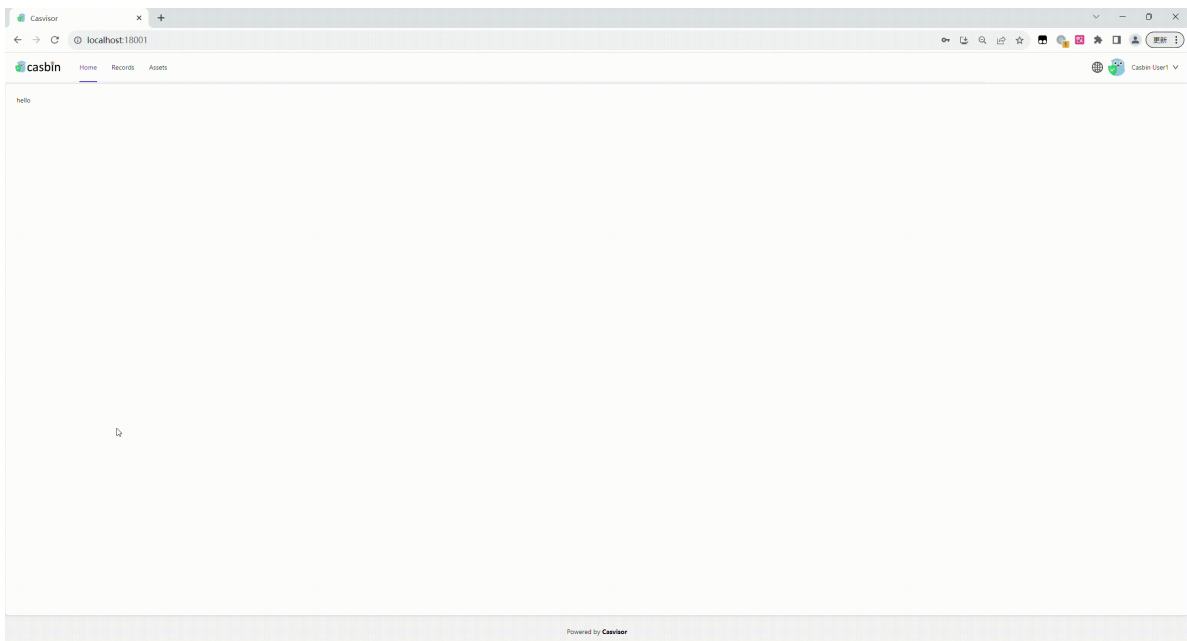 Casvisor
localhost:18001
更新
casbin
Home Records Assets
Casbin User1
hello
Powered by Casvisor